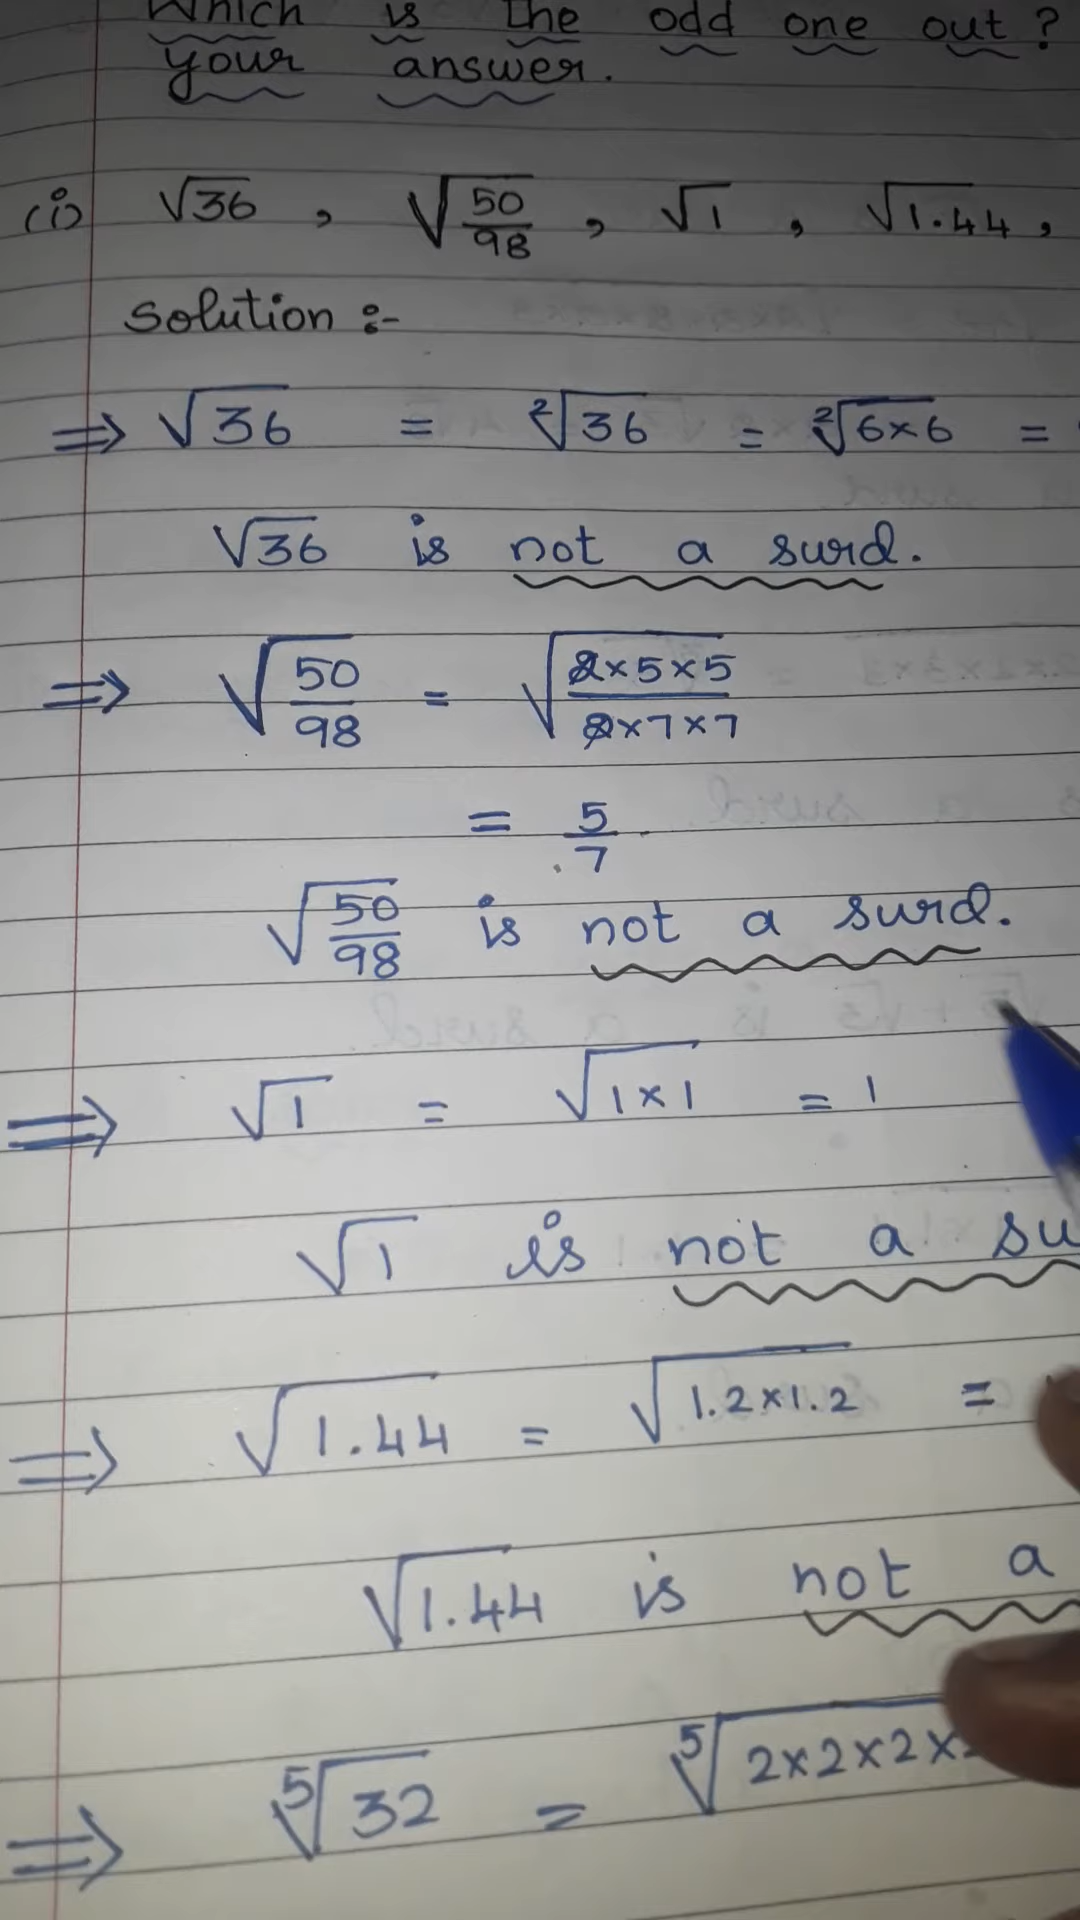 Which is the odd one out?
your answer.
(i) √36 , √(50/98) , √1 , √1.44 ,
Solution :-
⇒ √36 = ²√36 = ²√6×6 =
√36 is not a surd.
⇒ √(50/98) = √(2×5×5/2×7×7)
= 5/7
√(50/98) is not a surd.
⇒ √1 = √1×1 = 1
√1 is not a su
⇒ √1.44 = √1.2×1.2 =
√1.44 is not a
⇒ ⁵√32 = ⁵√2×2×2×